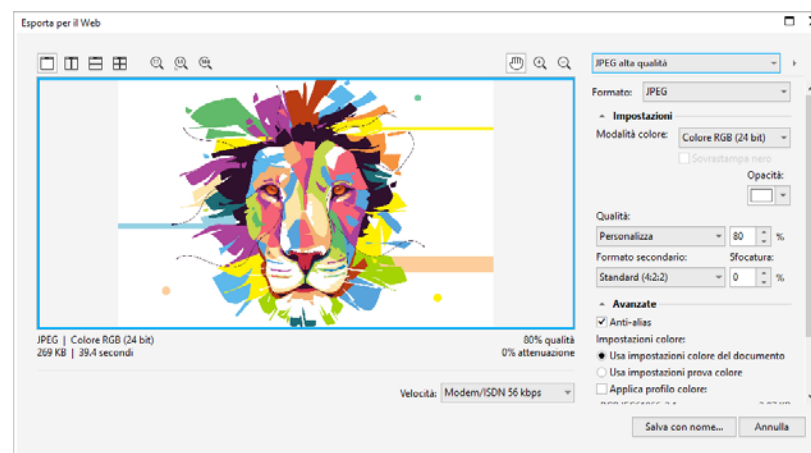 Esporta per il Web
JPEG alta qualità
Formato: JPEG
Impostazioni
Modalità colore: Colore RGB (24 bit)
Sovrastampa nero
Opacità:
Qualità:
Personalizza 80 %
Formato secondario: Sfocatura:
Standard (4:2:2) 0 %
Avanzate
Anti-alias
Impostazioni colore:
Usa impostazioni colore del documento
Usa impostazioni prova colore
Applica profilo colore:
JPEG | Colore RGB (24 bit) 80% qualità
269 KB | 39.4 secondi 0% attenuazione
Velocità: Modem/ISDN 56 kbps
Salva con nome... Annulla